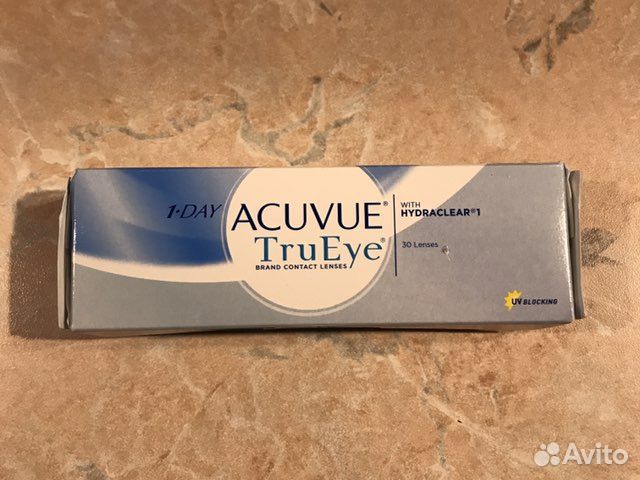 1·DAY ACUVUE®
TruEye®
BRAND CONTACT LENSES
WITH
HYDRACLEAR®1
30 Lenses
UV BLOCKING
Avito